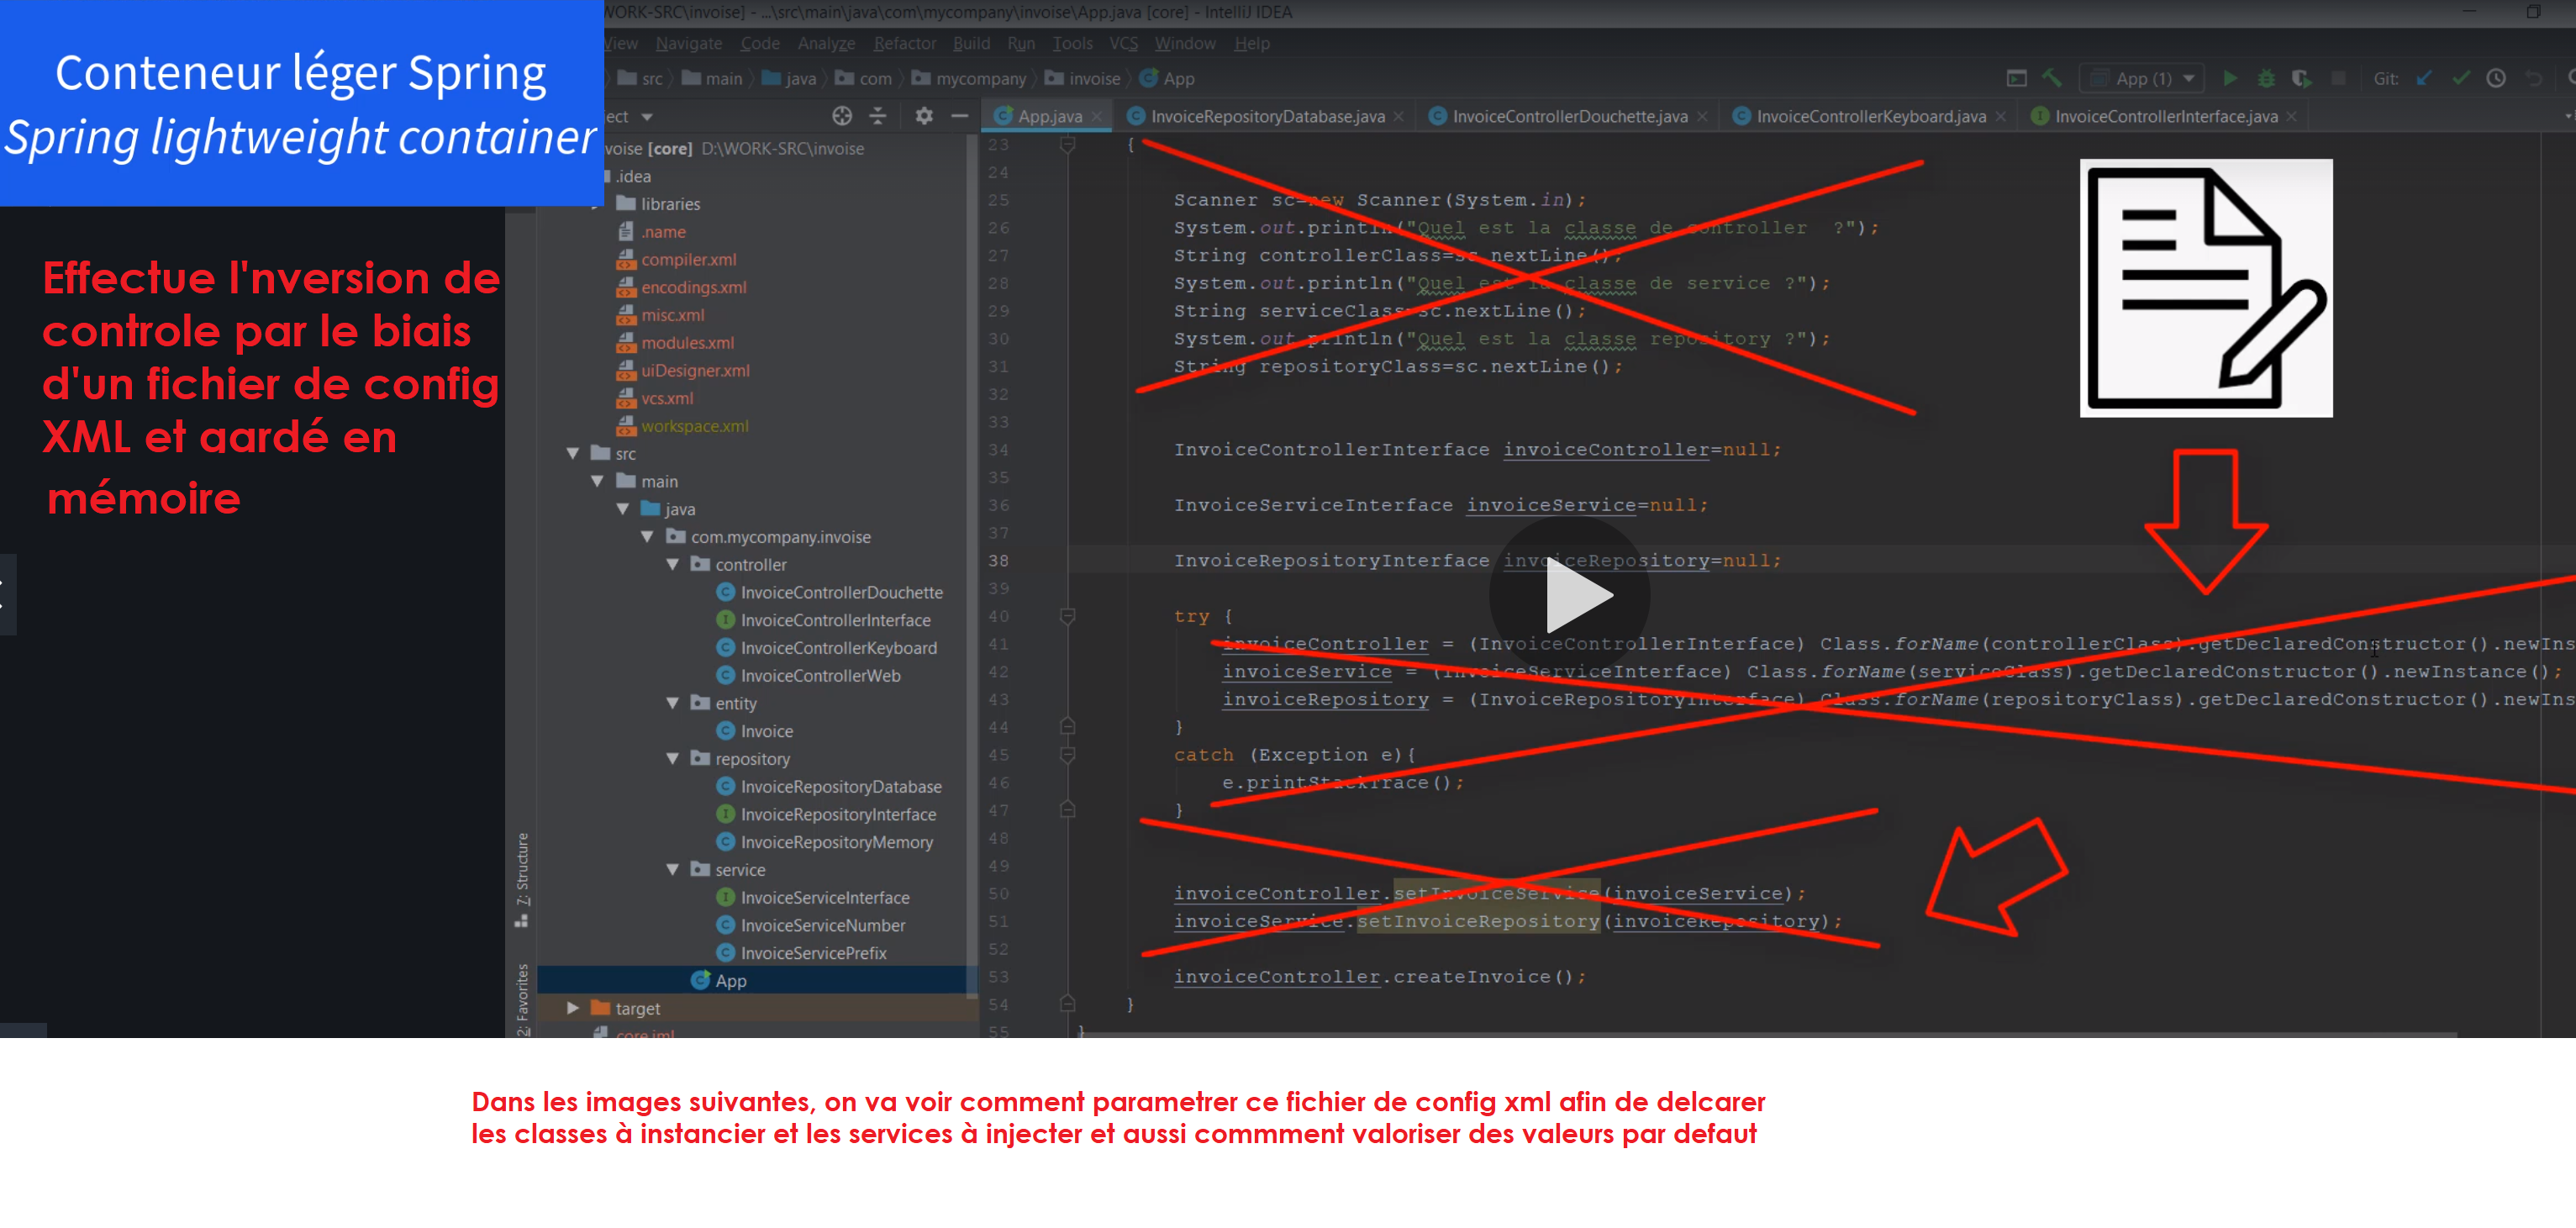 WORK-SRC\invoise] - ...\src\main\java\com\mycompany\invoise\App.java [core] - IntelliJ IDEA
Conteneur léger Spring
Spring lightweight container
View Navigate Code Analyze Refactor Build Run Tools VCS Window Help
src main java com mycompany invoise App
App (1) Git:
App.java InvoiceRepositoryDatabase.java InvoiceControllerDouchette.java InvoiceControllerKeyboard.java InvoiceControllerInterface.java
Effectue l'nversion de
controle par le biais
d'un fichier de config
XML et gardé en
mémoire
[core] D:\WORK-SRC\invoise
.idea
libraries
.name
compiler.xml
encodings.xml
misc.xml
modules.xml
uiDesigner.xml
vcs.xml
workspace.xml
src
main
java
com.mycompany.invoise
controller
InvoiceControllerDouchette
InvoiceControllerInterface
InvoiceControllerKeyboard
InvoiceControllerWeb
entity
Invoice
repository
InvoiceRepositoryDatabase
InvoiceRepositoryInterface
InvoiceRepositoryMemory
service
InvoiceServiceInterface
InvoiceServiceNumber
InvoiceServicePrefix
App
target
core.iml
7: Structure
2: Favorites
23 {
24
25 Scanner sc=new Scanner(System.in);
26 System.out.println("Quel est la classe de controller  ?");
27 String controllerClass=sc.nextLine();
28 System.out.println("Quel est la classe de service ?");
29 String serviceClass=sc.nextLine();
30 System.out.println("Quel est la classe repository ?");
31 String repositoryClass=sc.nextLine();
32
33
34 InvoiceControllerInterface invoiceController=null;
35
36 InvoiceServiceInterface invoiceService=null;
37
38 InvoiceRepositoryInterface invoiceRepository=null;
39
40 try {
41 invoiceController = (InvoiceControllerInterface) Class.forName(controllerClass).getDeclaredConstructor().newIns
42 invoiceService = (InvoiceServiceInterface) Class.forName(serviceClass).getDeclaredConstructor().newInstance();
43 invoiceRepository = (InvoiceRepositoryInterface) Class.forName(repositoryClass).getDeclaredConstructor().newIns
44 }
45 catch (Exception e){
46 e.printStackTrace();
47 }
48
49
50 invoiceController.setInvoiceService(invoiceService);
51 invoiceService.setInvoiceRepository(invoiceRepository);
52
53 invoiceController.createInvoice();
54 }
55 }
Dans les images suivantes, on va voir comment parametrer ce fichier de config xml afin de delcarer
les classes à instancier et les services à injecter et aussi commment valoriser des valeurs par defaut